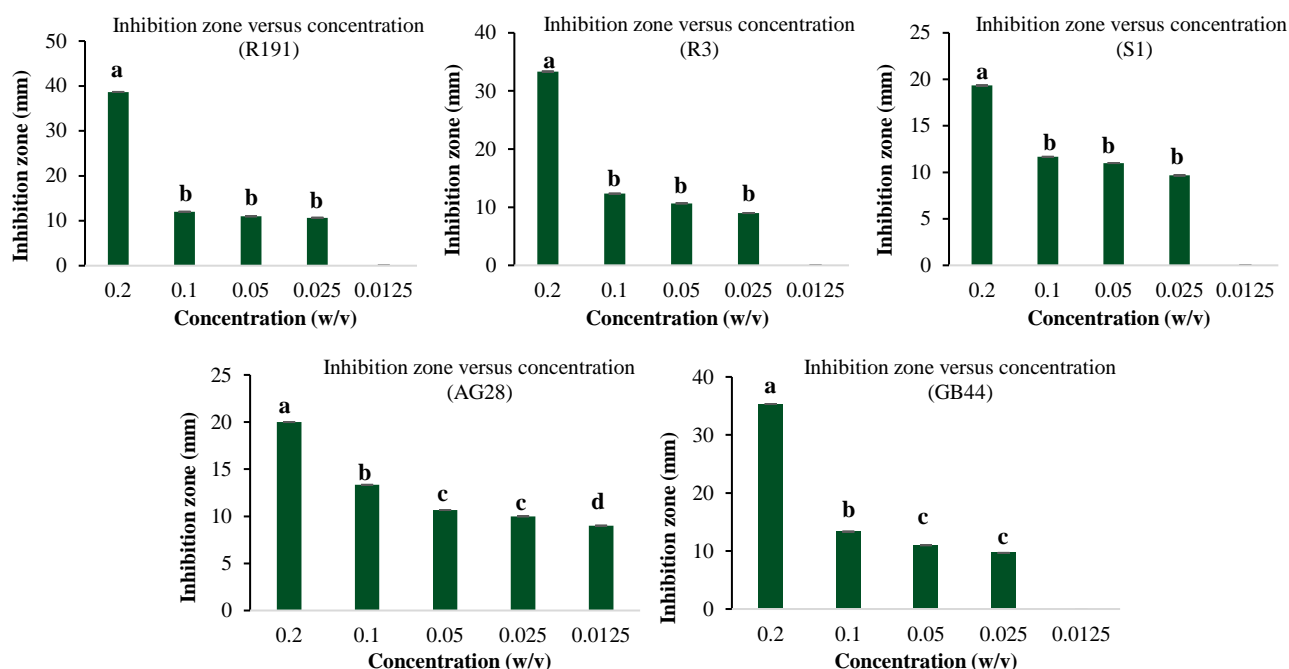 Inhibition zone versus concentration
(R191)
50
40
30
20
10
0
Inhibition zone (mm)
a
b
b
b
0.2 0.1 0.05 0.025 0.0125
Concentration (w/v)
Inhibition zone versus concentration
(R3)
40
30
20
10
0
Inhibition zone (mm)
a
b
b
b
0.2 0.1 0.05 0.025 0.0125
Concentration (w/v)
Inhibition zone versus concentration
(S1)
25
20
15
10
5
0
Inhibition zone (mm)
a
b
b
b
0.2 0.1 0.05 0.025 0.0125
Concentration (w/v)
Inhibition zone versus concentration
(AG28)
25
20
15
10
5
0
Inhibition zone (mm)
a
b
c
c
d
0.2 0.1 0.05 0.025 0.0125
Concentration (w/v)
Inhibition zone versus concentration
(GB44)
40
30
20
10
0
Inhibition zone (mm)
a
b
c
c
0.2 0.1 0.05 0.025 0.0125
Concentration (w/v)